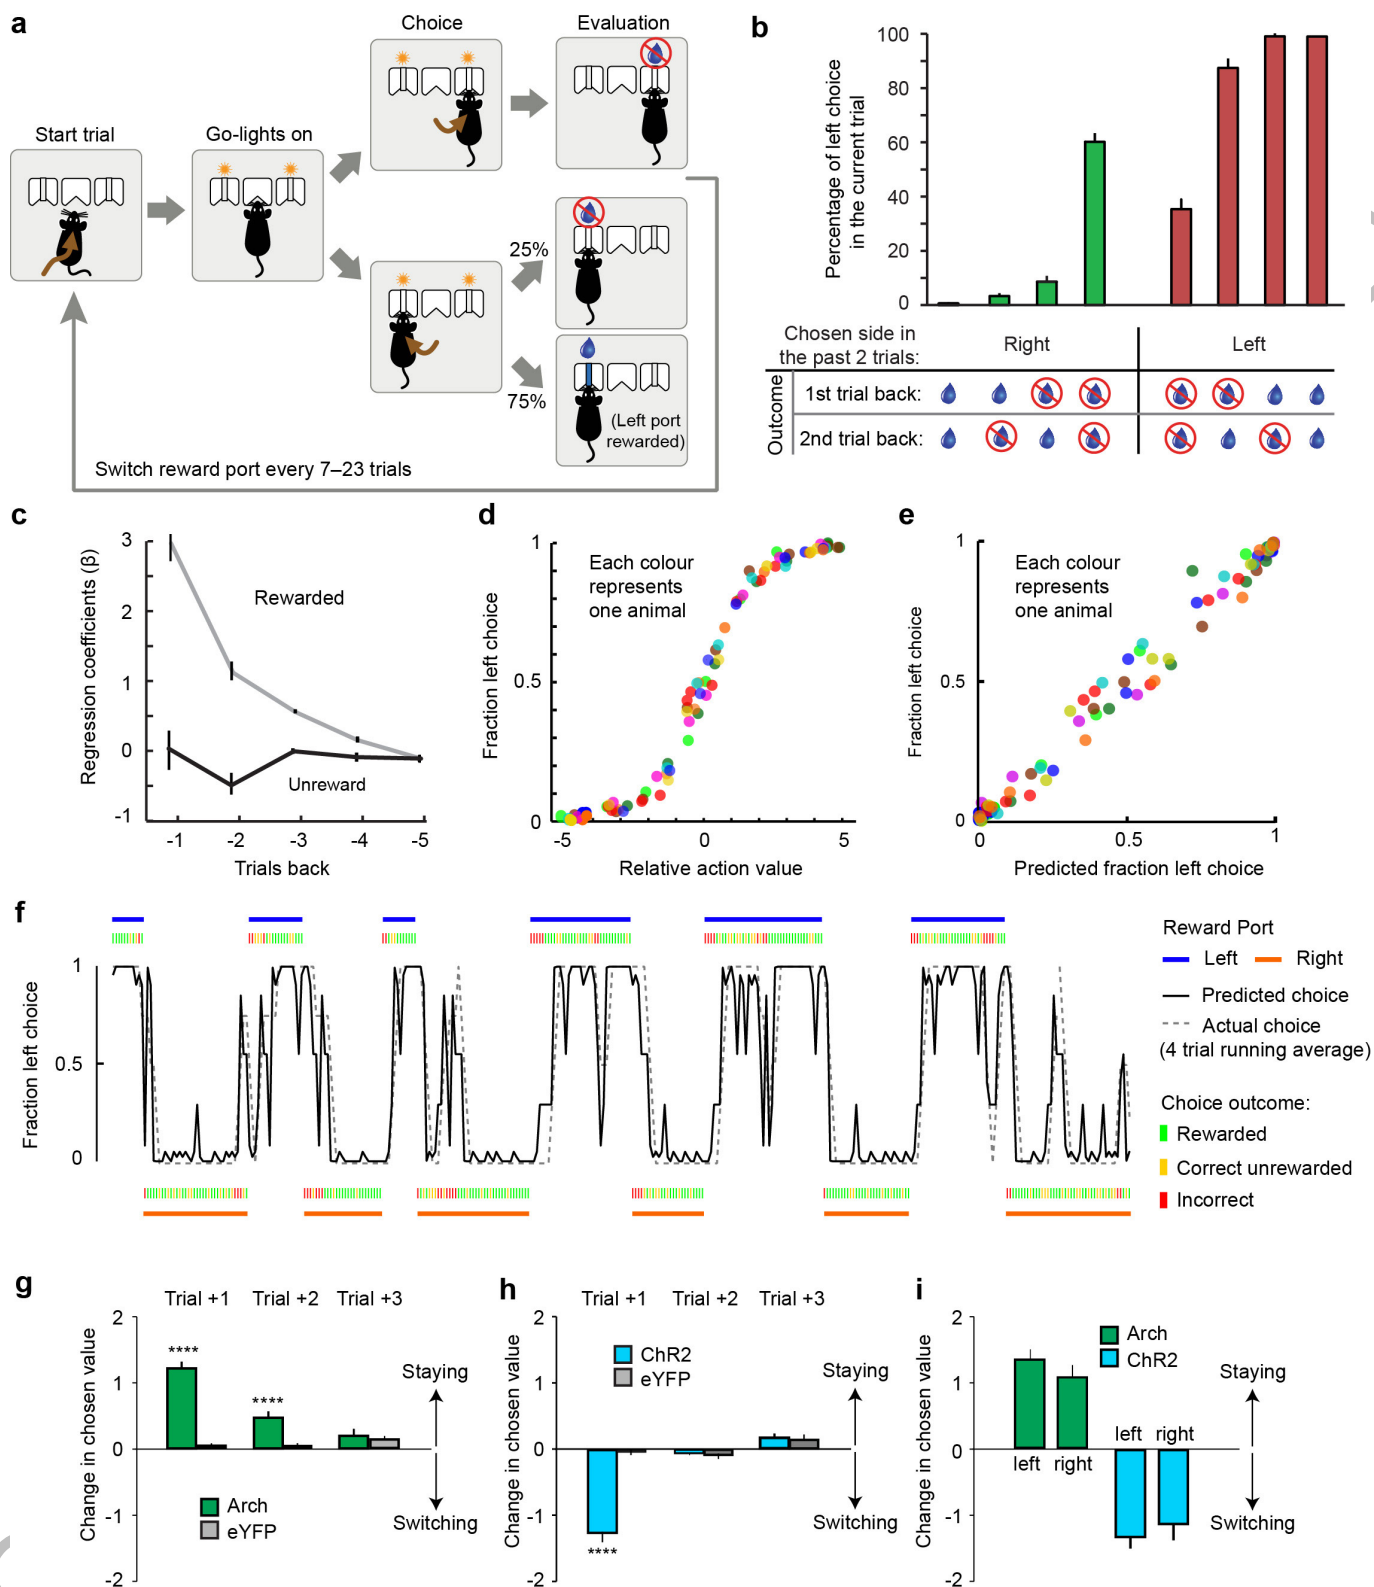 a
Choice
Evaluation
Start trial
Go-lights on
25%
75%
(Left port
rewarded)
Switch reward port every 7–23 trials
b
Percentage of left choice
in the current trial
100
80
60
40
20
0
Chosen side in
the past 2 trials:
Right
Left
Outcome
1st trial back:
2nd trial back:
c
Regression coefficients (β)
3
2
1
0
-1
Rewarded
Unreward
-1 -2 -3 -4 -5
Trials back
d
Fraction left choice
1
0.5
0
Each colour
represents
one animal
-5 0 5
Relative action value
e
Fraction left choice
1
0.5
0
Each colour
represents
one animal
0 0.5 1
Predicted fraction left choice
f
Fraction left choice
1
0.5
0
Reward Port
Left Right
Predicted choice
Actual choice
(4 trial running average)
Choice outcome:
Rewarded
Correct unrewarded
Incorrect
g
Trial +1 Trial +2 Trial +3
Change in chosen value
2
1
0
-1
-2
****
****
Staying
Switching
Arch
eYFP
h
Trial +1 Trial +2 Trial +3
Change in chosen value
2
1
0
-1
-2
ChR2
eYFP
****
Staying
Switching
i
Change in chosen value
2
1
0
-1
-2
Arch
ChR2
left right
left right
Staying
Switching